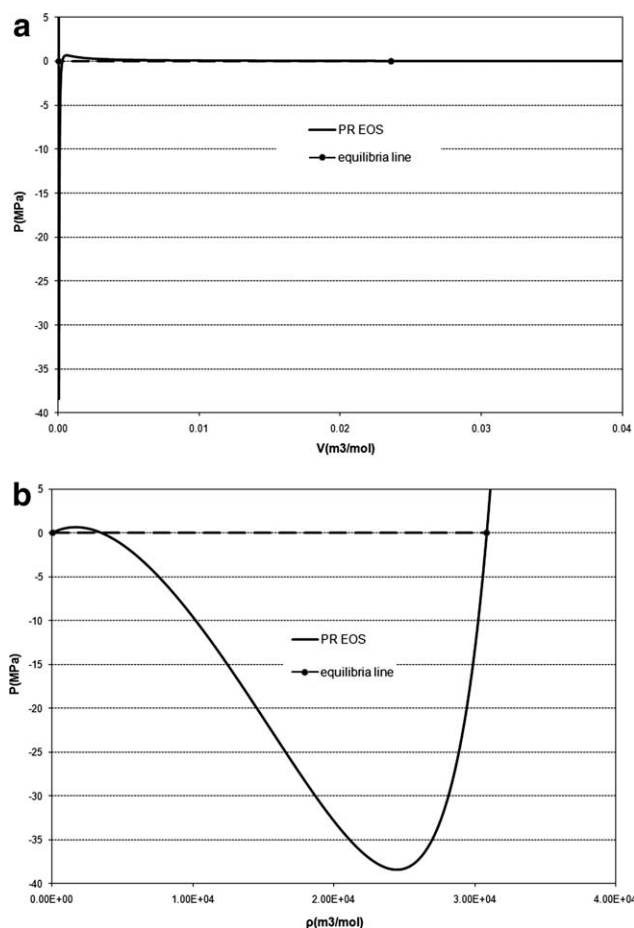 a
5
0
-5
-10
-15
-20
-25
-30
-35
-40
P(MPa)
PR EOS
equilibria line
0.00 0.01 0.02 0.03 0.04
V(m3/mol)
b
5
0
-5
-10
-15
-20
-25
-30
-35
-40
P(MPa)
PR EOS
equilibria line
0.00E+00 1.00E+04 2.00E+04 3.00E+04 4.00E+04
ρ(m3/mol)